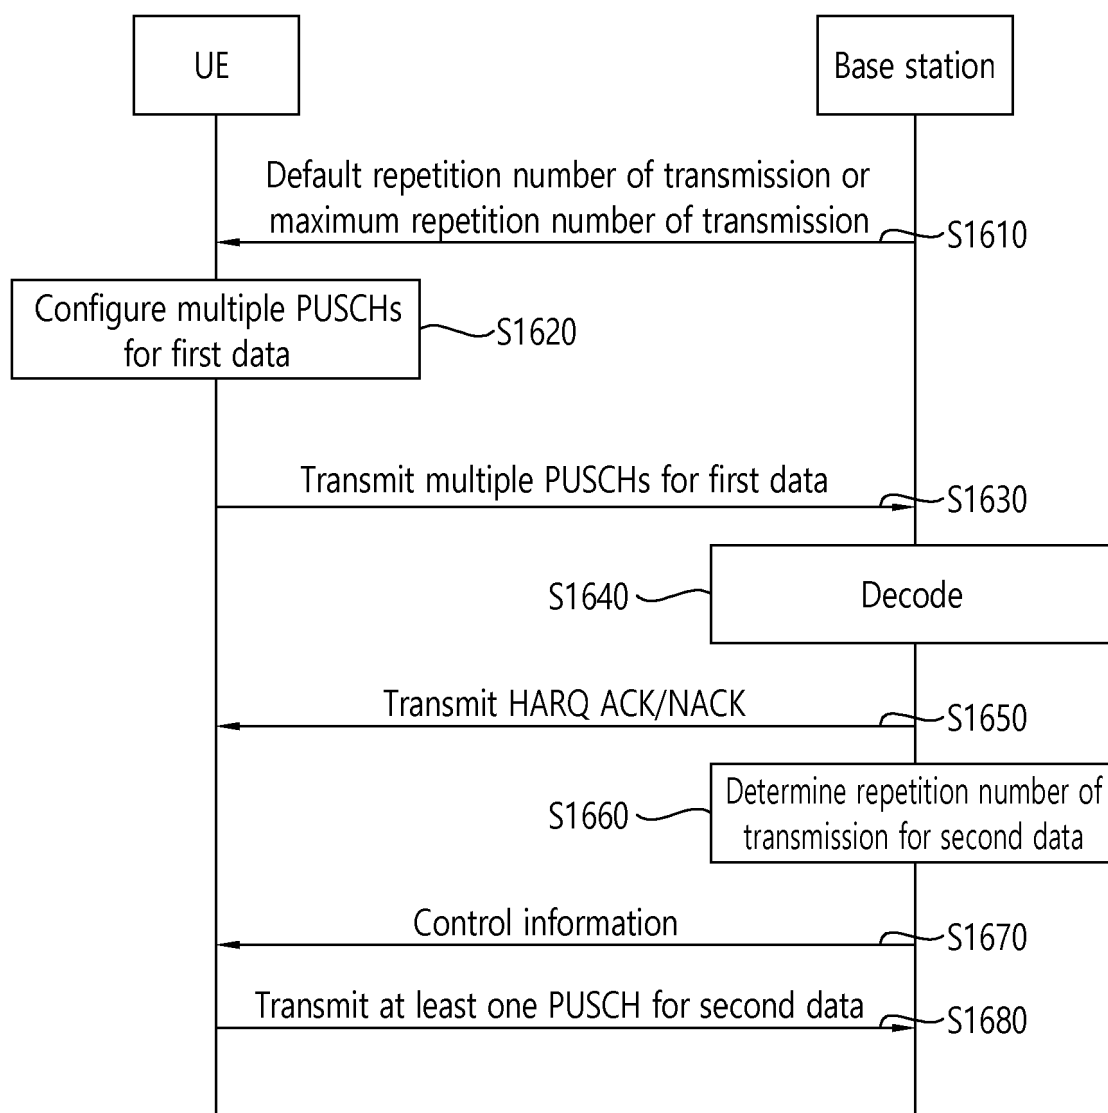 UE
Base station
Default repetition number of transmission or
maximum repetition number of transmission
S1610
Configure multiple PUSCHs
for first data
S1620
Transmit multiple PUSCHs for first data
S1630
S1640
Decode
Transmit HARQ ACK/NACK
S1650
S1660
Determine repetition number of
transmission for second data
Control information
S1670
Transmit at least one PUSCH for second data
S1680